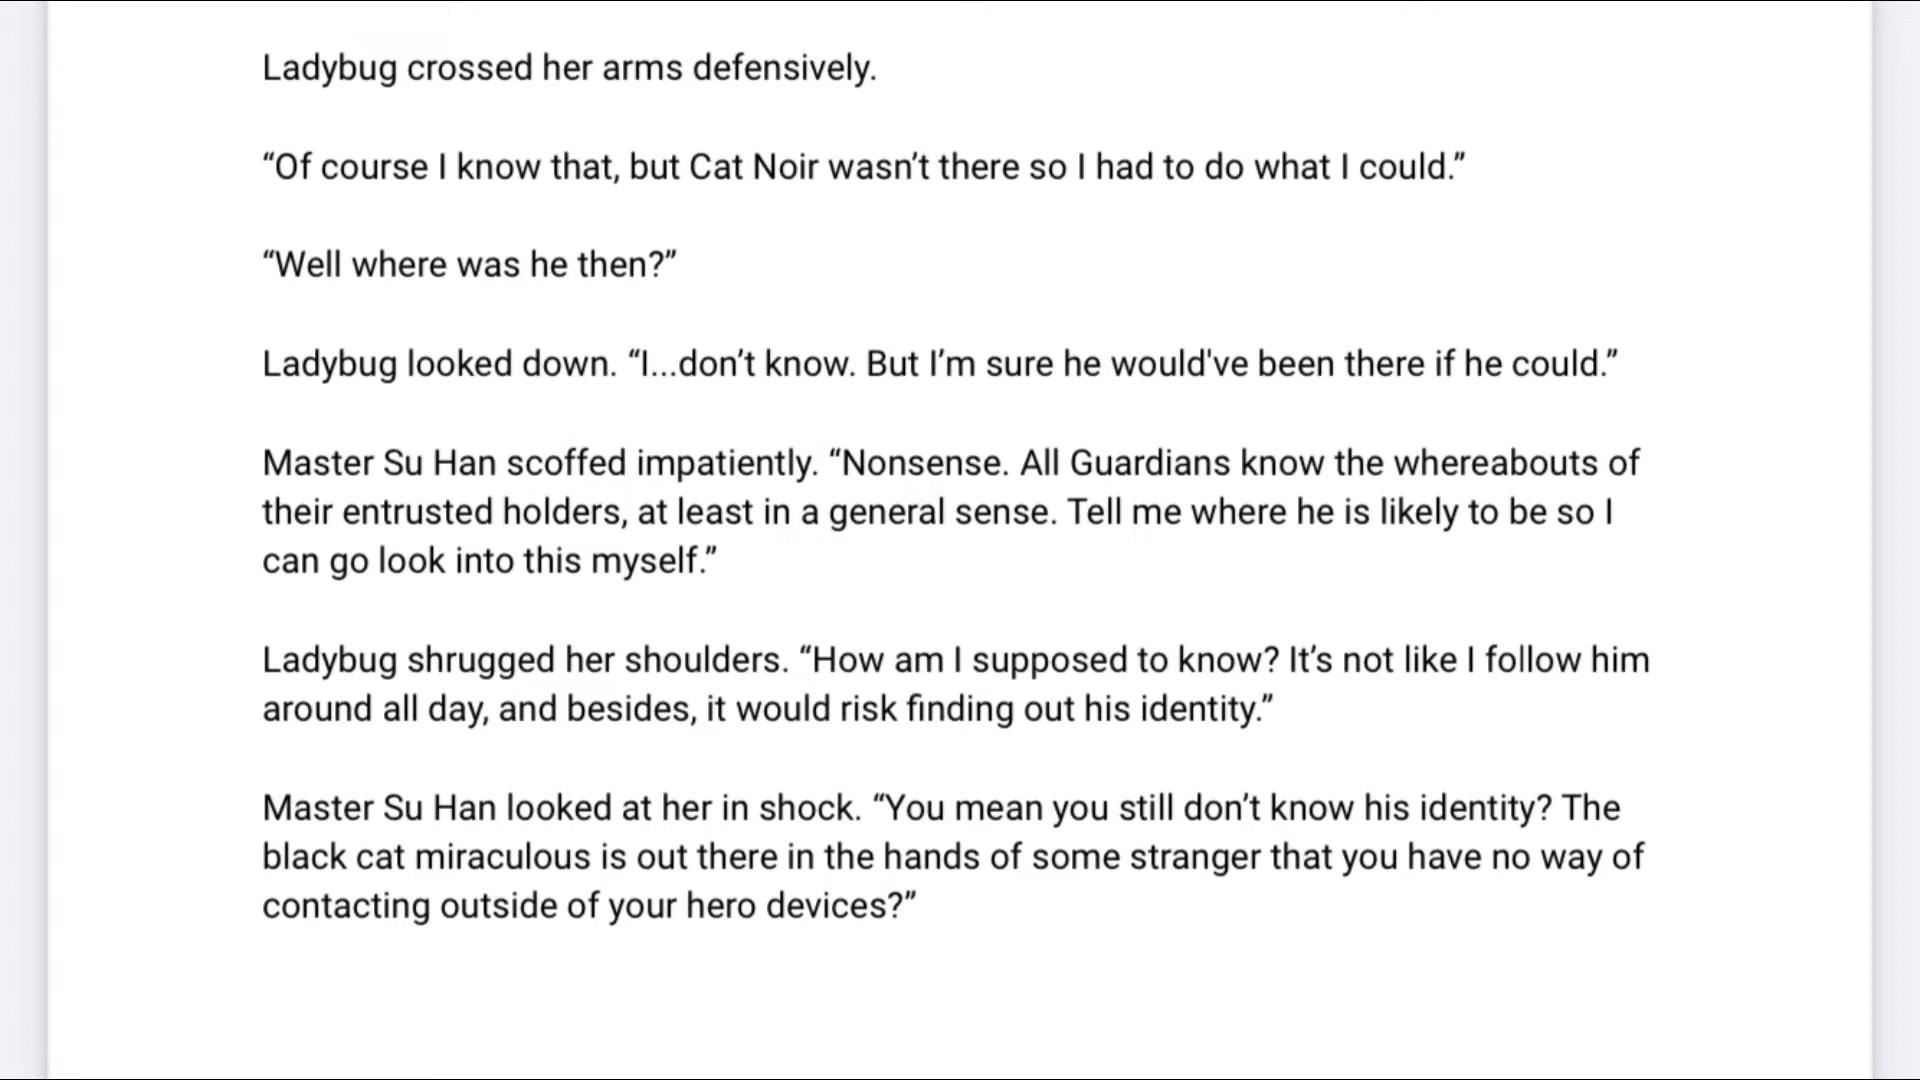 Ladybug crossed her arms defensively.
“Of course I know that, but Cat Noir wasn’t there so I had to do what I could.”
“Well where was he then?”
Ladybug looked down. “I...don’t know. But I’m sure he would've been there if he could.”
Master Su Han scoffed impatiently. “Nonsense. All Guardians know the whereabouts of
their entrusted holders, at least in a general sense. Tell me where he is likely to be so I
can go look into this myself.”
Ladybug shrugged her shoulders. “How am I supposed to know? It’s not like I follow him
around all day, and besides, it would risk finding out his identity.”
Master Su Han looked at her in shock. “You mean you still don’t know his identity? The
black cat miraculous is out there in the hands of some stranger that you have no way of
contacting outside of your hero devices?”